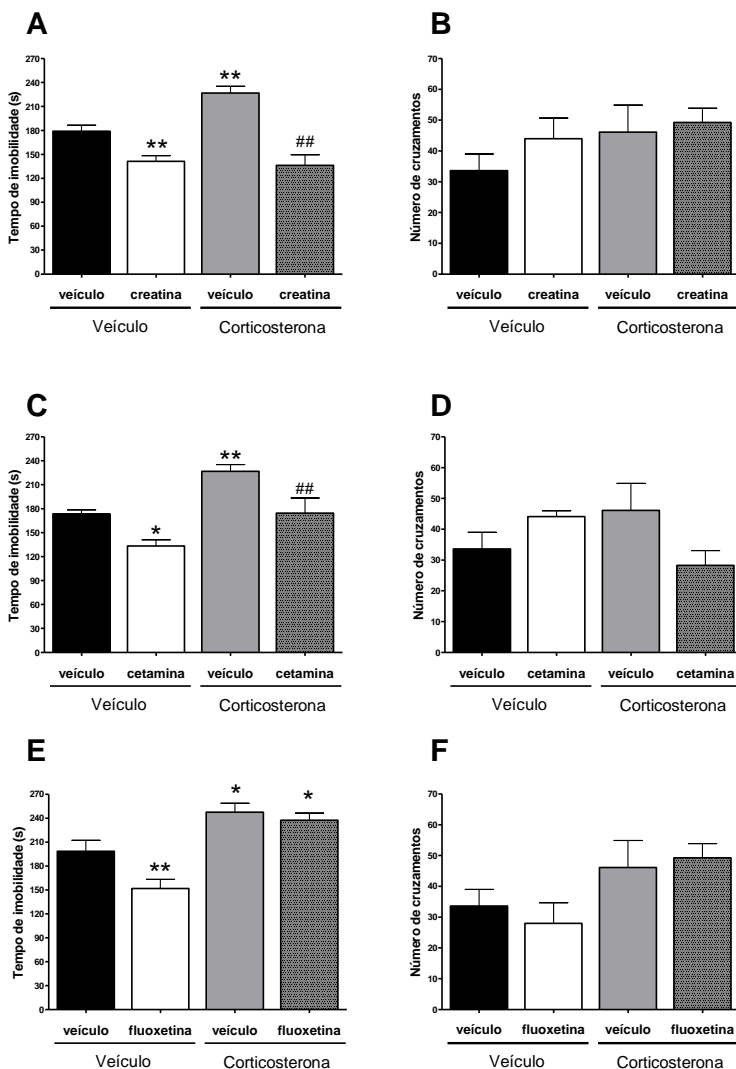 A
Tempo de imobilidade (s)
270
240
210
180
150
120
90
60
30
0
**
**
##
veículo creatina veículo creatina
Veículo Corticosterona
B
Número de cruzamentos
70
60
50
40
30
20
10
0
veículo creatina veículo creatina
Veículo Corticosterona
C
Tempo de imobilidade (s)
270
240
210
180
150
120
90
60
30
0
*
**
##
veículo cetamina veículo cetamina
Veículo Corticosterona
D
Número de cruzamentos
70
60
50
40
30
20
10
0
veículo cetamina veículo cetamina
Veículo Corticosterona
E
Tempo de imobilidade (s)
270
240
210
180
150
120
90
60
30
0
**
*
*
veículo fluoxetina veículo fluoxetina
Veículo Corticosterona
F
Número de cruzamentos
70
60
50
40
30
20
10
0
veículo fluoxetina veículo fluoxetina
Veículo Corticosterona